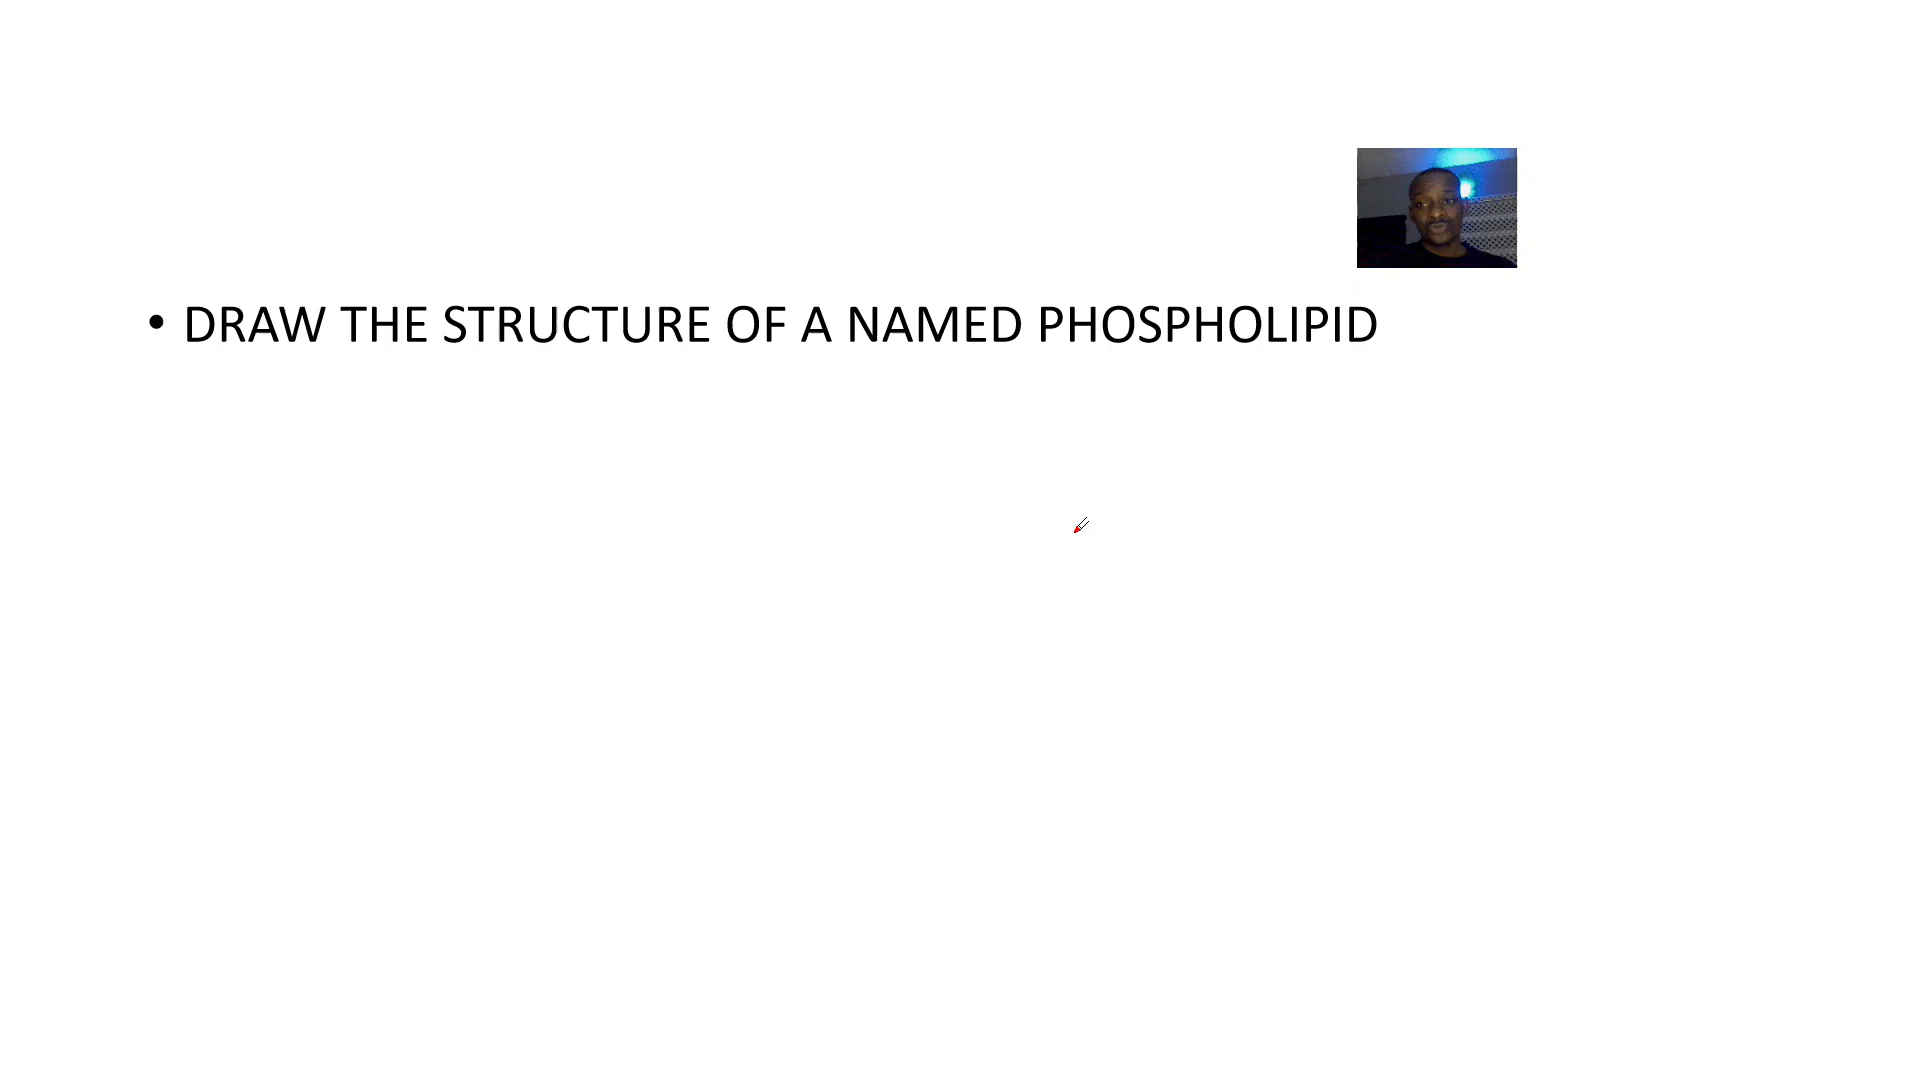 • DRAW THE STRUCTURE OF A NAMED PHOSPHOLIPID